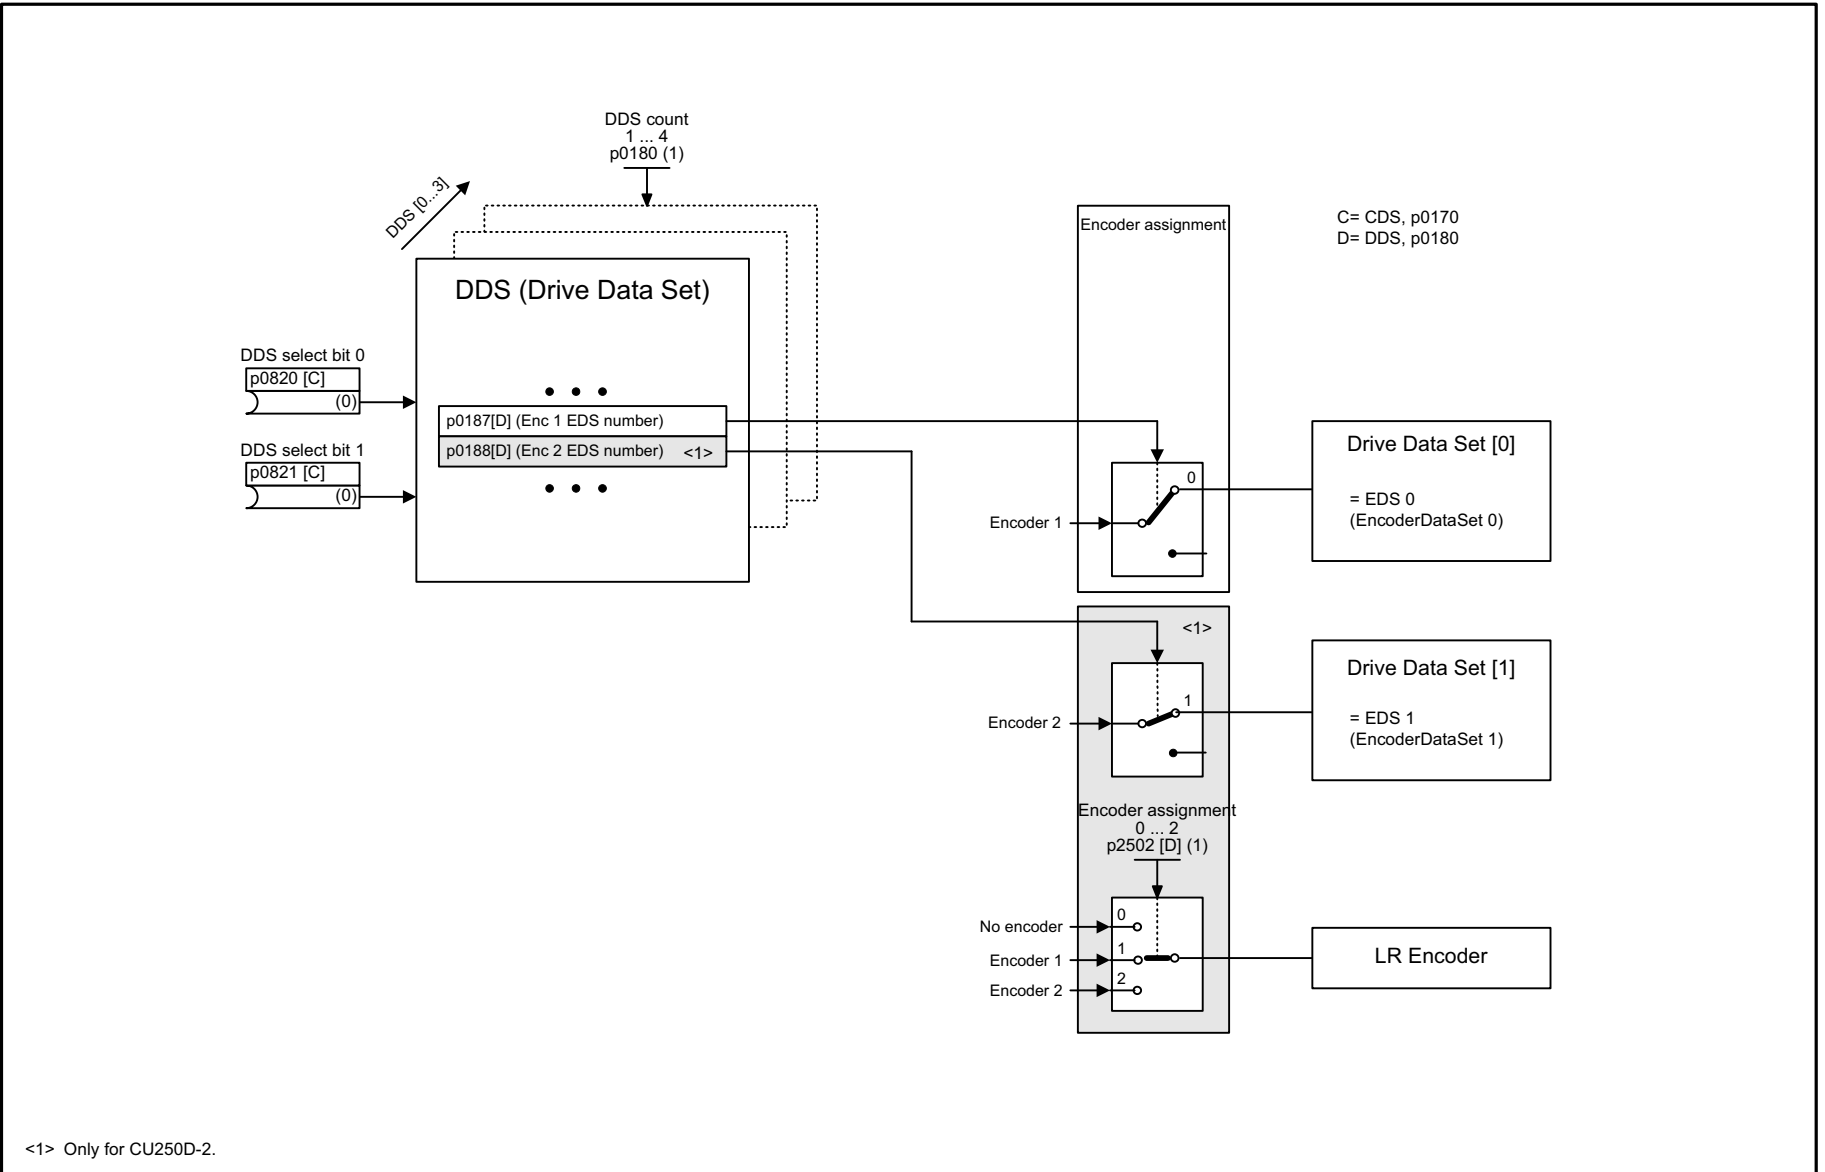 DDS count
1 ... 4
p0180 (1)
DDS [0...3]
DDS (Drive Data Set)
DDS select bit 0
p0820 [C]
(0)
DDS select bit 1
p0821 [C]
(0)
p0187[D] (Enc 1 EDS number)
p0188[D] (Enc 2 EDS number) <1>
Encoder assignment
C= CDS, p0170
D= DDS, p0180
0
Encoder 1
Drive Data Set [0]
= EDS 0
(EncoderDataSet 0)
<1>
1
Encoder 2
Drive Data Set [1]
= EDS 1
(EncoderDataSet 1)
Encoder assignment
0 ... 2
p2502 [D] (1)
No encoder 0
Encoder 1 1
Encoder 2 2
LR Encoder
<1> Only for CU250D-2.